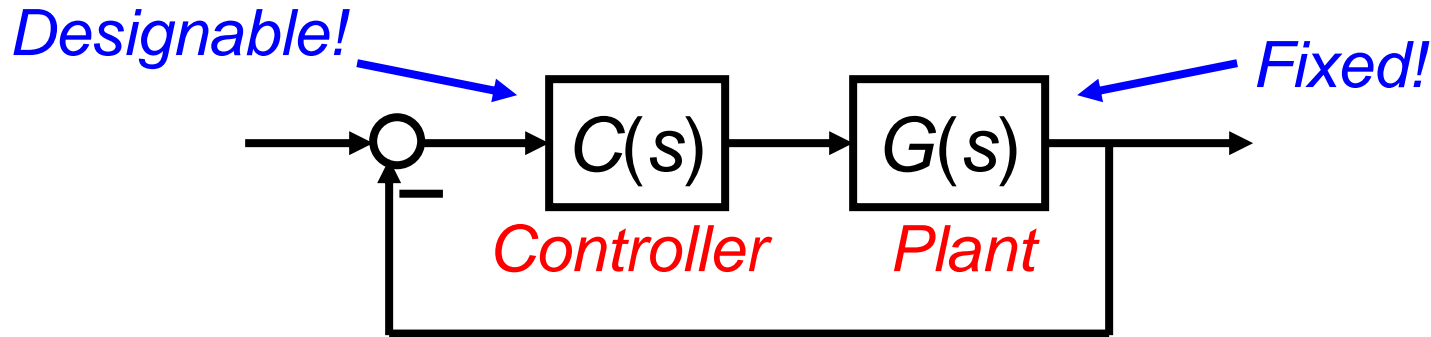 Designable!
Fixed!
C(s)
G(s)
−
Controller
Plant